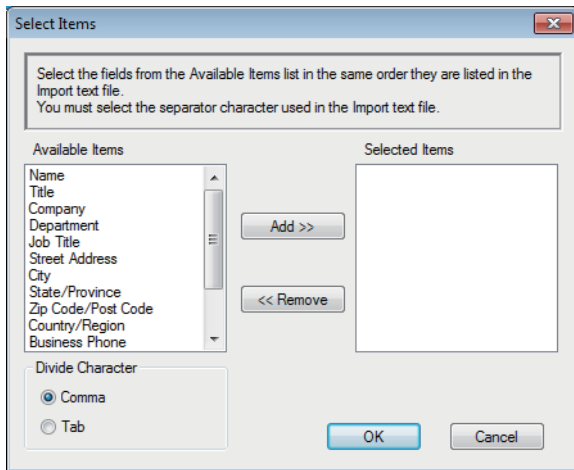 Select Items
Select the fields from the Available Items list in the same order they are listed in the
Import text file.
You must select the separator character used in the Import text file.
Available Items
Selected Items
Name
Title
Company
Department
Job Title
Street Address
City
State/Province
Zip Code/Post Code
Country/Region
Business Phone
Add >>
<< Remove
Divide Character
Comma
Tab
OK
Cancel